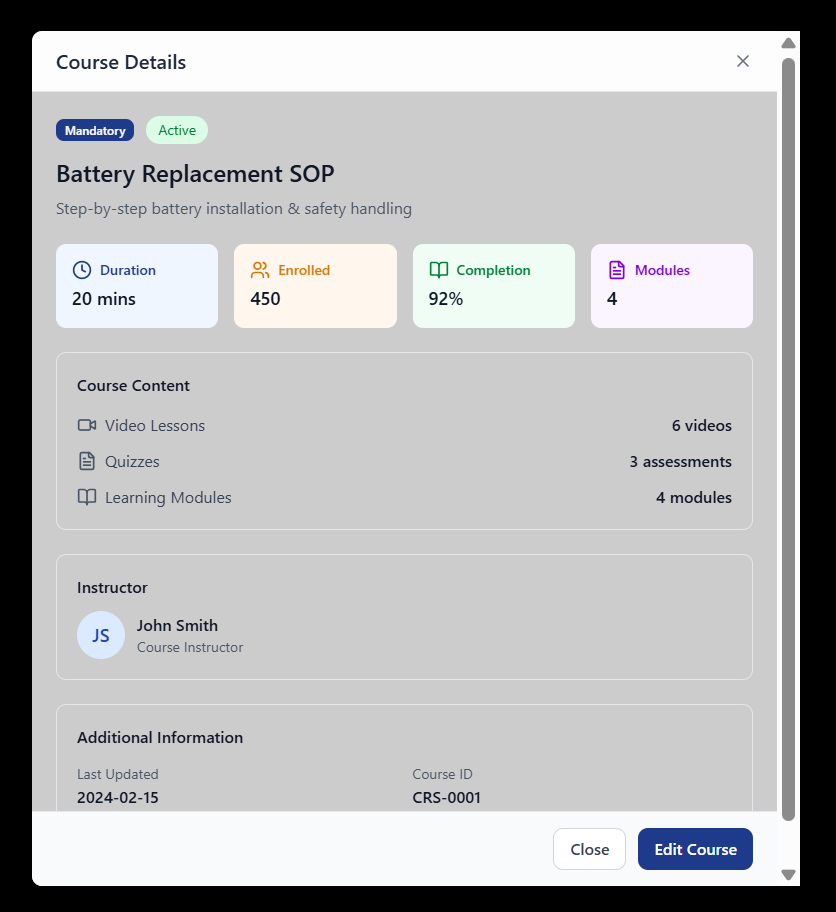 Course Details
Mandatory Active
Battery Replacement SOP
Step-by-step battery installation & safety handling
Duration Enrolled Completion Modules
20 mins 450 92% 4
Course Content
Video Lessons 6 videos
Quizzes 3 assessments
Learning Modules 4 modules
Instructor
JS
John Smith
Course Instructor
Additional Information
Last Updated Course ID
2024-02-15 CRS-0001
Close Edit Course